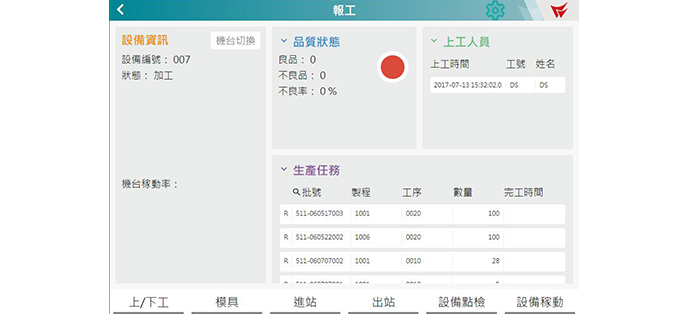 報工
設備資訊
機台切換
設備編號： 007
狀態： 加工
機台稼動率：
品質狀態
良品： 0
不良品： 0
不良率： 0 %
上工人員
上工時間 工號 姓名
2017-07-13 15:32:02.0 DS DS
生產任務
批號 製程 工序 數量 完工時間
R 511-060517003 1001 0020 100
R 511-060522002 1006 0020 100
R 511-060707002 1001 0010 28
上/下工 模具 進站 出站 設備點檢 設備稼動